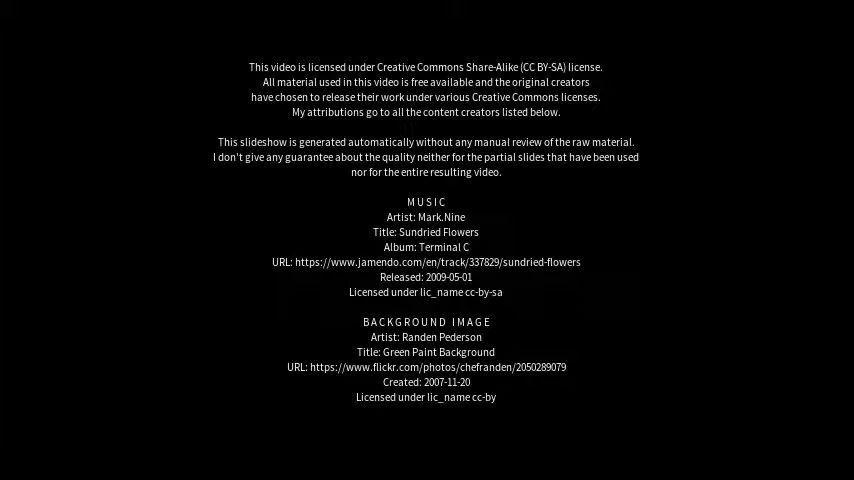 This video is licensed under Creative Commons Share-Alike (CC BY-SA) license.
All material used in this video is free available and the original creators
have chosen to release their work under various Creative Commons licenses.
My attributions go to all the content creators listed below.
This slideshow is generated automatically without any manual review of the raw material.
I don't give any guarantee about the quality neither for the partial slides that have been used
nor for the entire resulting video.
MUSIC
Artist: Mark.Nine
Title: Sundried Flowers
Album: Terminal C
URL: https://www.jamendo.com/en/track/337829/sundried-flowers
Released: 2009-05-01
Licensed under lic_name cc-by-sa
BACKGROUND IMAGE
Artist: Randen Pederson
Title: Green Paint Background
URL: https://www.flickr.com/photos/chefranden/2050289079
Created: 2007-11-20
Licensed under lic_name cc-by